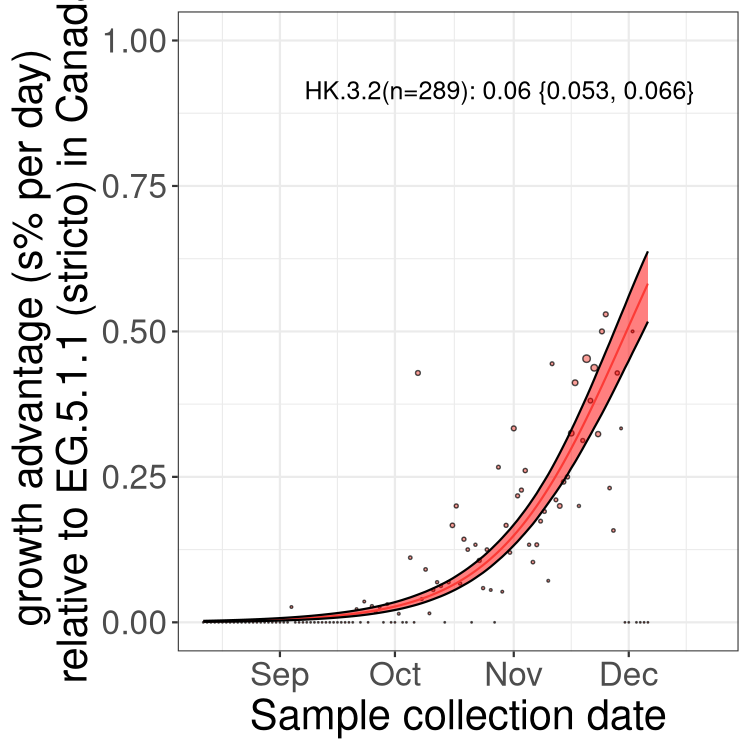 growth advantage (s% per day)
relative to EG.5.1.1 (stricto) in Canada
1.00
0.75
0.50
0.25
0.00
HK.3.2(n=289): 0.06 {0.053, 0.066}
Sep Oct Nov Dec
Sample collection date